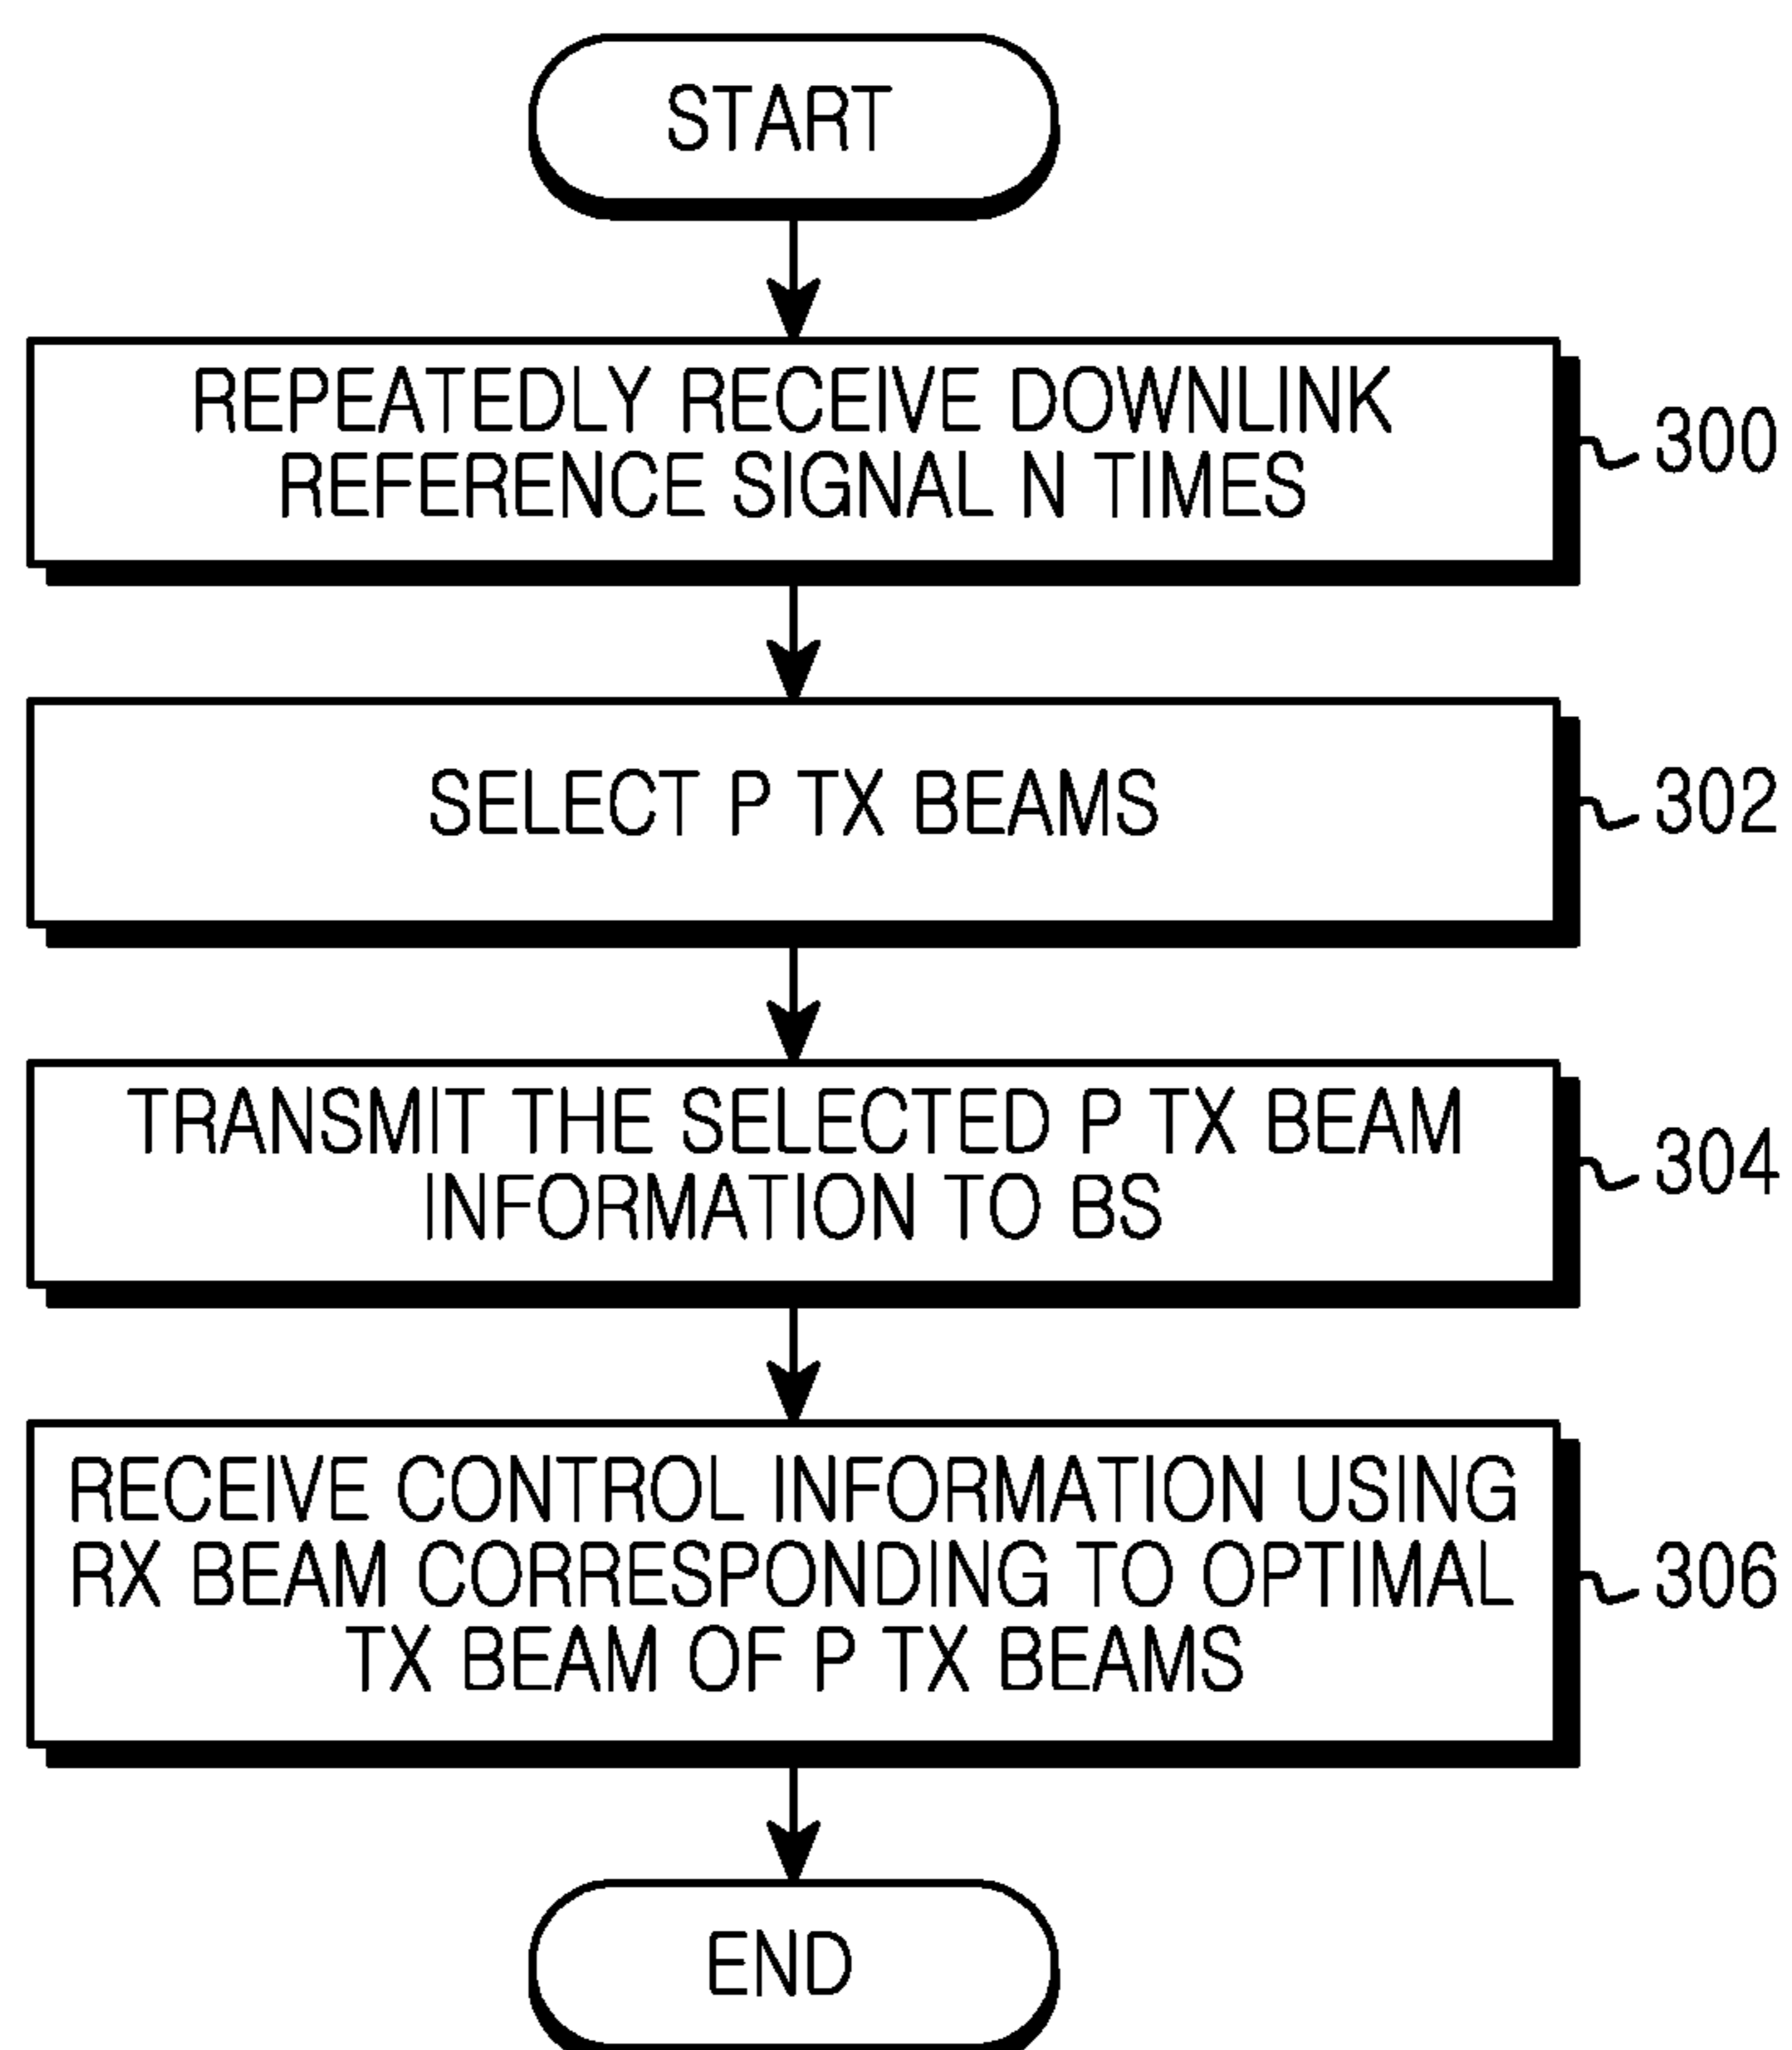 START
REPEATEDLY RECEIVE DOWNLINK
REFERENCE SIGNAL N TIMES
300
SELECT P TX BEAMS
302
TRANSMIT THE SELECTED P TX BEAM
INFORMATION TO BS
304
RECEIVE CONTROL INFORMATION USING
RX BEAM CORRESPONDING TO OPTIMAL
TX BEAM OF P TX BEAMS
306
END